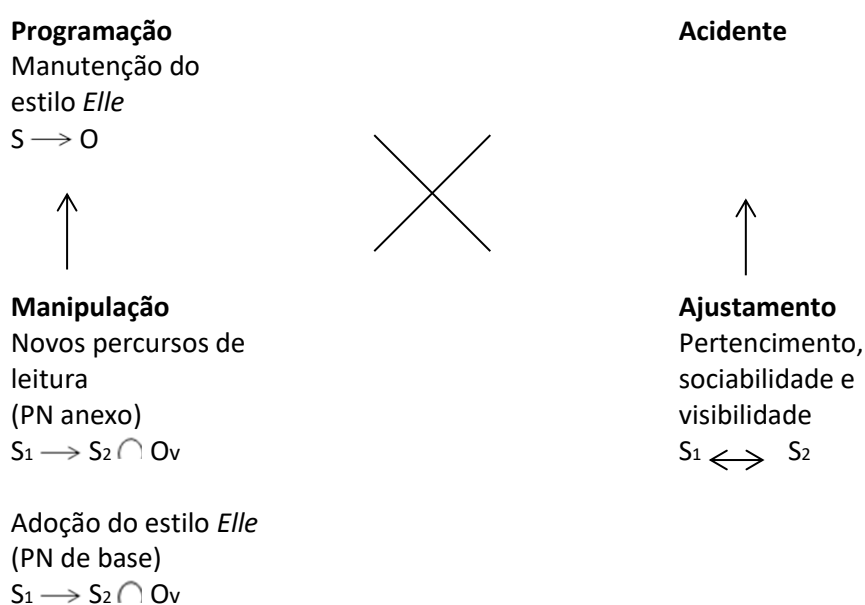 Programação
Manutenção do
estilo Elle
S ⟶ O
Acidente
Manipulação
Novos percursos de
leitura
(PN anexo)
S1 ⟶ S2 ∩ Ov
Adoção do estilo Elle
(PN de base)
S1 ⟶ S2 ∩ Ov
Ajustamento
Pertencimento,
sociabilidade e
visibilidade
S1 ⟷ S2